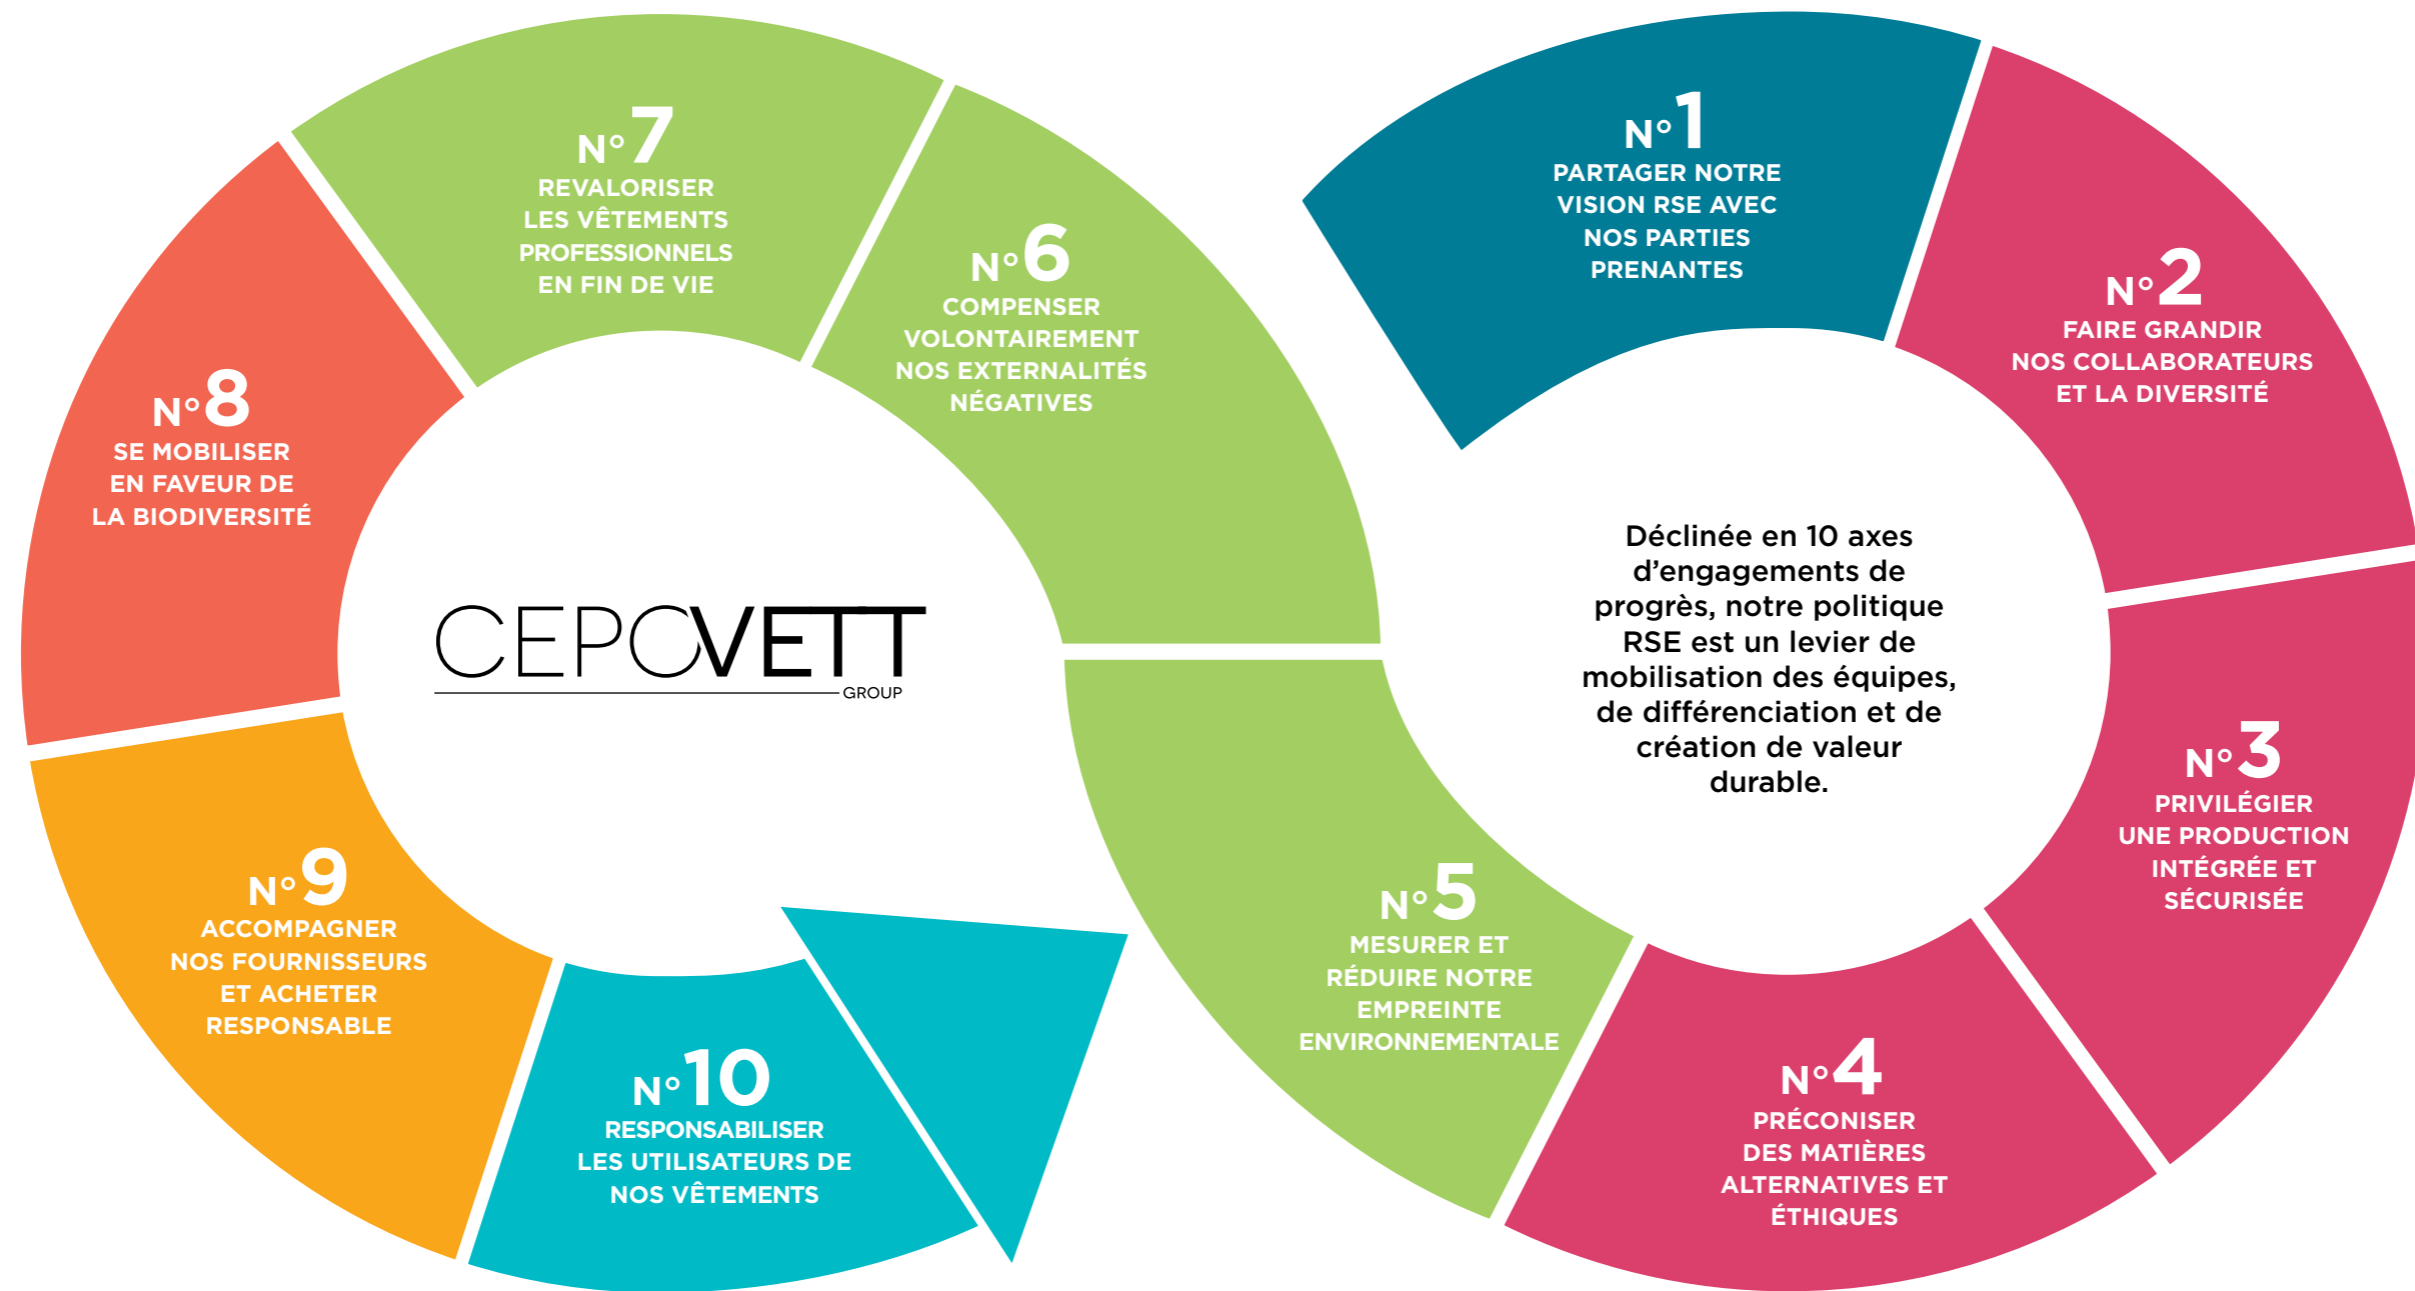 N°1
PARTAGER NOTRE
VISION RSE AVEC
NOS PARTIES
PRENANTES
N°2
FAIRE GRANDIR
NOS COLLABORATEURS
ET LA DIVERSITÉ
N°3
PRIVILÉGIER
UNE PRODUCTION
INTÉGRÉE ET
SÉCURISÉE
N°4
PRÉCONISER
DES MATIÈRES
ALTERNATIVES ET
ÉTHIQUES
N°5
MESURER ET
RÉDUIRE NOTRE
EMPREINTE
ENVIRONNEMENTALE
N°6
COMPENSER
VOLONTAIREMENT
NOS EXTERNALITÉS
NÉGATIVES
N°7
REVALORISER
LES VÊTEMENTS
PROFESSIONNELS
EN FIN DE VIE
N°8
SE MOBILISER
EN FAVEUR DE
LA BIODIVERSITÉ
N°9
ACCOMPAGNER
NOS FOURNISSEURS
ET ACHETER
RESPONSABLE
N°10
RESPONSABILISER
LES UTILISATEURS DE
NOS VÊTEMENTS
CEPOVETT
GROUP
Déclinée en 10 axes
d’engagements de
progrès, notre politique
RSE est un levier de
mobilisation des équipes,
de différenciation et de
création de valeur
durable.